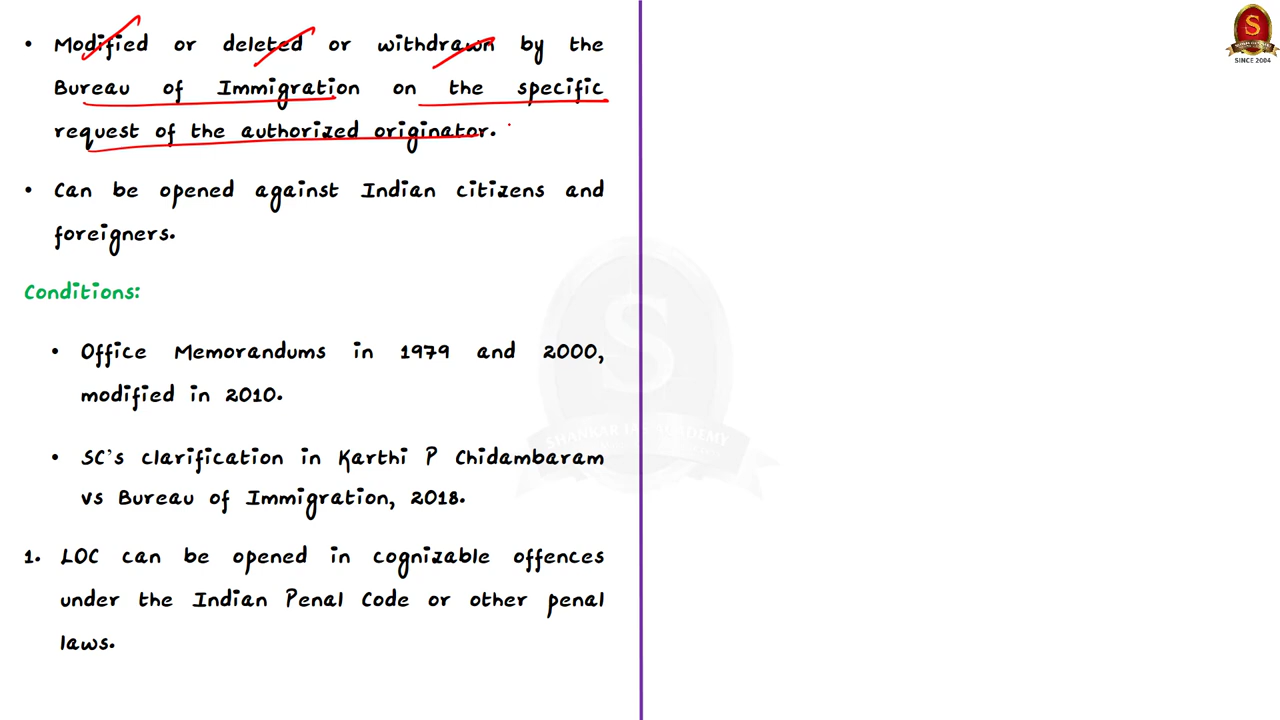 • Modified or deleted or withdrawn by the
Bureau of Immigration on the specific
request of the authorized originator.
• Can be opened against Indian citizens and
foreigners.
Conditions:
• Office Memorandums in 1979 and 2000,
modified in 2010.
• SC's clarification in Karthi P Chidambaram
vs Bureau of Immigration, 2018.
1. LOC can be opened in cognizable offences
under the Indian Penal Code or other penal
laws.
S
SINCE 2004
S
SHANKAR IAS ACADEMY